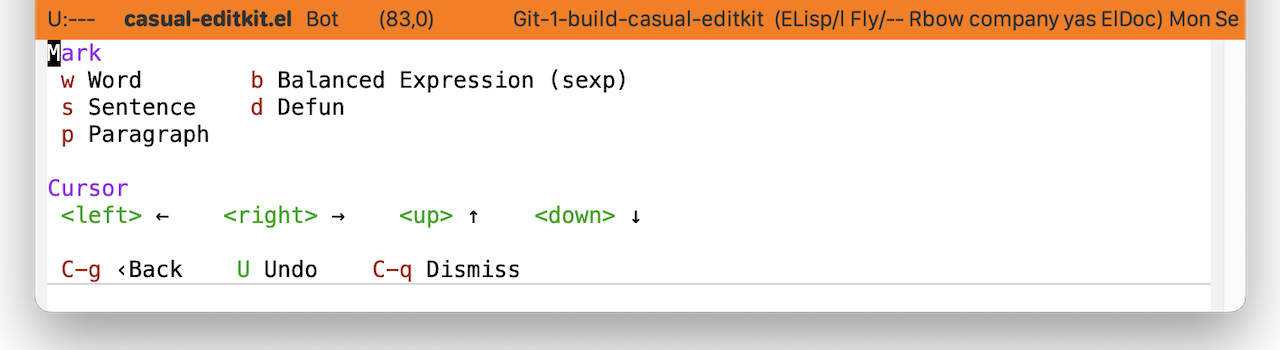 U:--- casual-editkit.el Bot (83,0) Git-1-build-casual-editkit (ELisp/l Fly/-- Rbow company yas ElDoc) Mon Se
Mark
w Word b Balanced Expression (sexp)
s Sentence d Defun
p Paragraph
Cursor
<left> ← <right> → <up> ↑ <down> ↓
C-g ‹Back U Undo C-q Dismiss